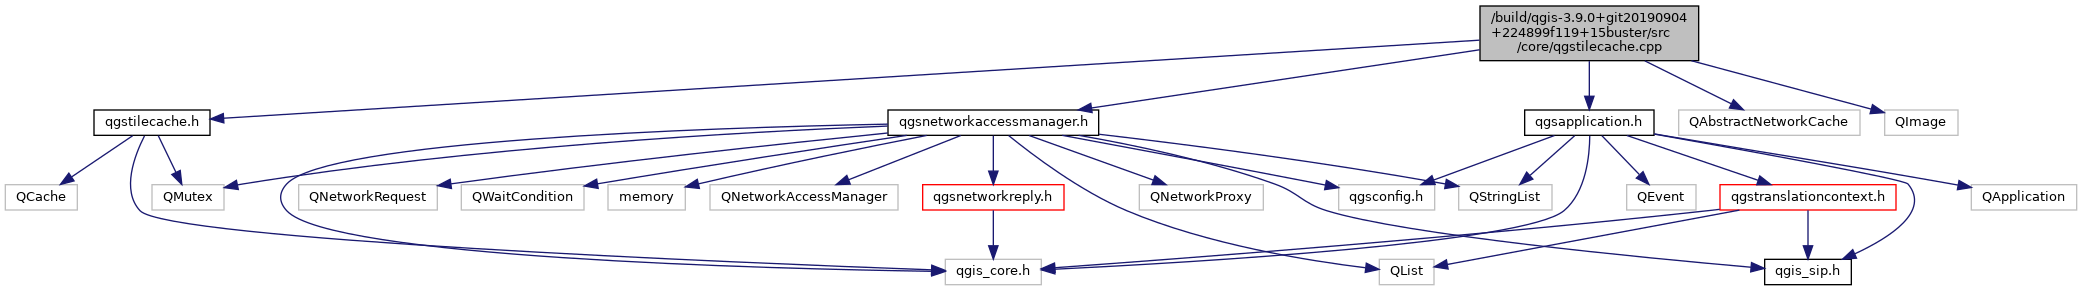 /build/qgis-3.9.0+git20190904
+224899f119+15buster/src
/core/qgstilecache.cpp
qgstilecache.h
qgsnetworkaccessmanager.h
qgsapplication.h
QAbstractNetworkCache
QImage
QCache
QMutex
QNetworkRequest
QWaitCondition
memory
QNetworkAccessManager
qgsnetworkreply.h
QNetworkProxy
qgsconfig.h
QStringList
QEvent
qgstranslationcontext.h
QApplication
qgis_core.h
QList
qgis_sip.h